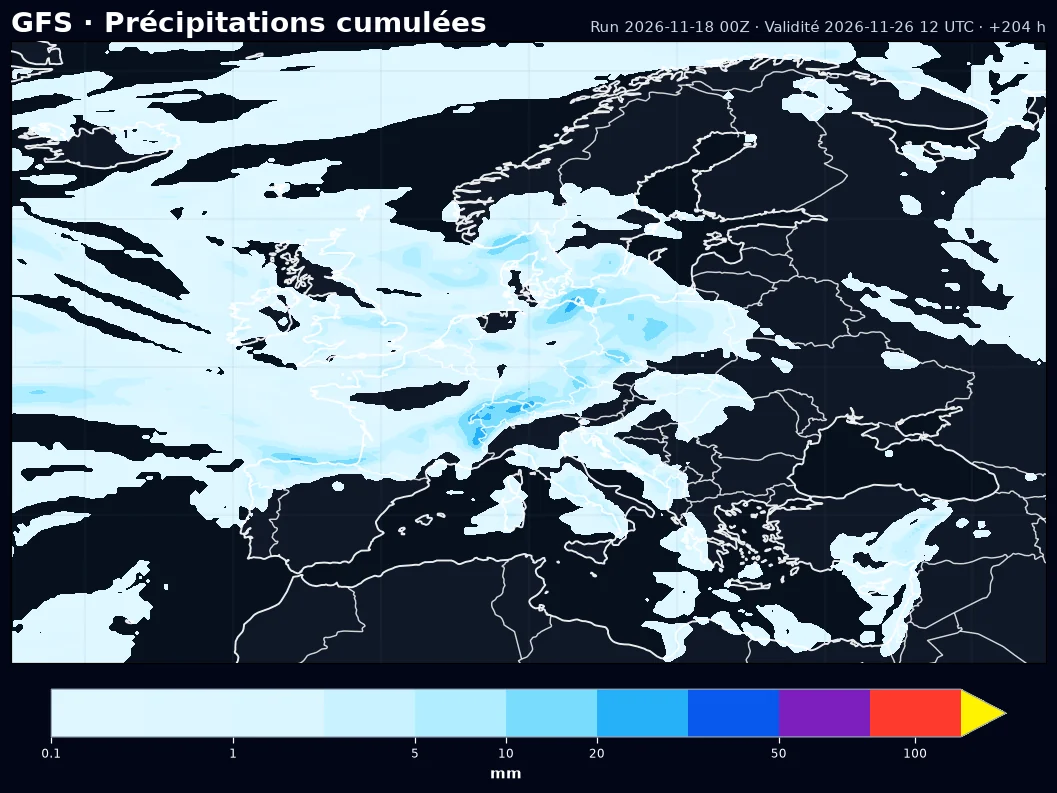 GFS · Précipitations cumulées
Run 2026-11-18 00Z · Validité 2026-11-26 12 UTC · +204 h
0.1 1 5 10 20 50 100
mm